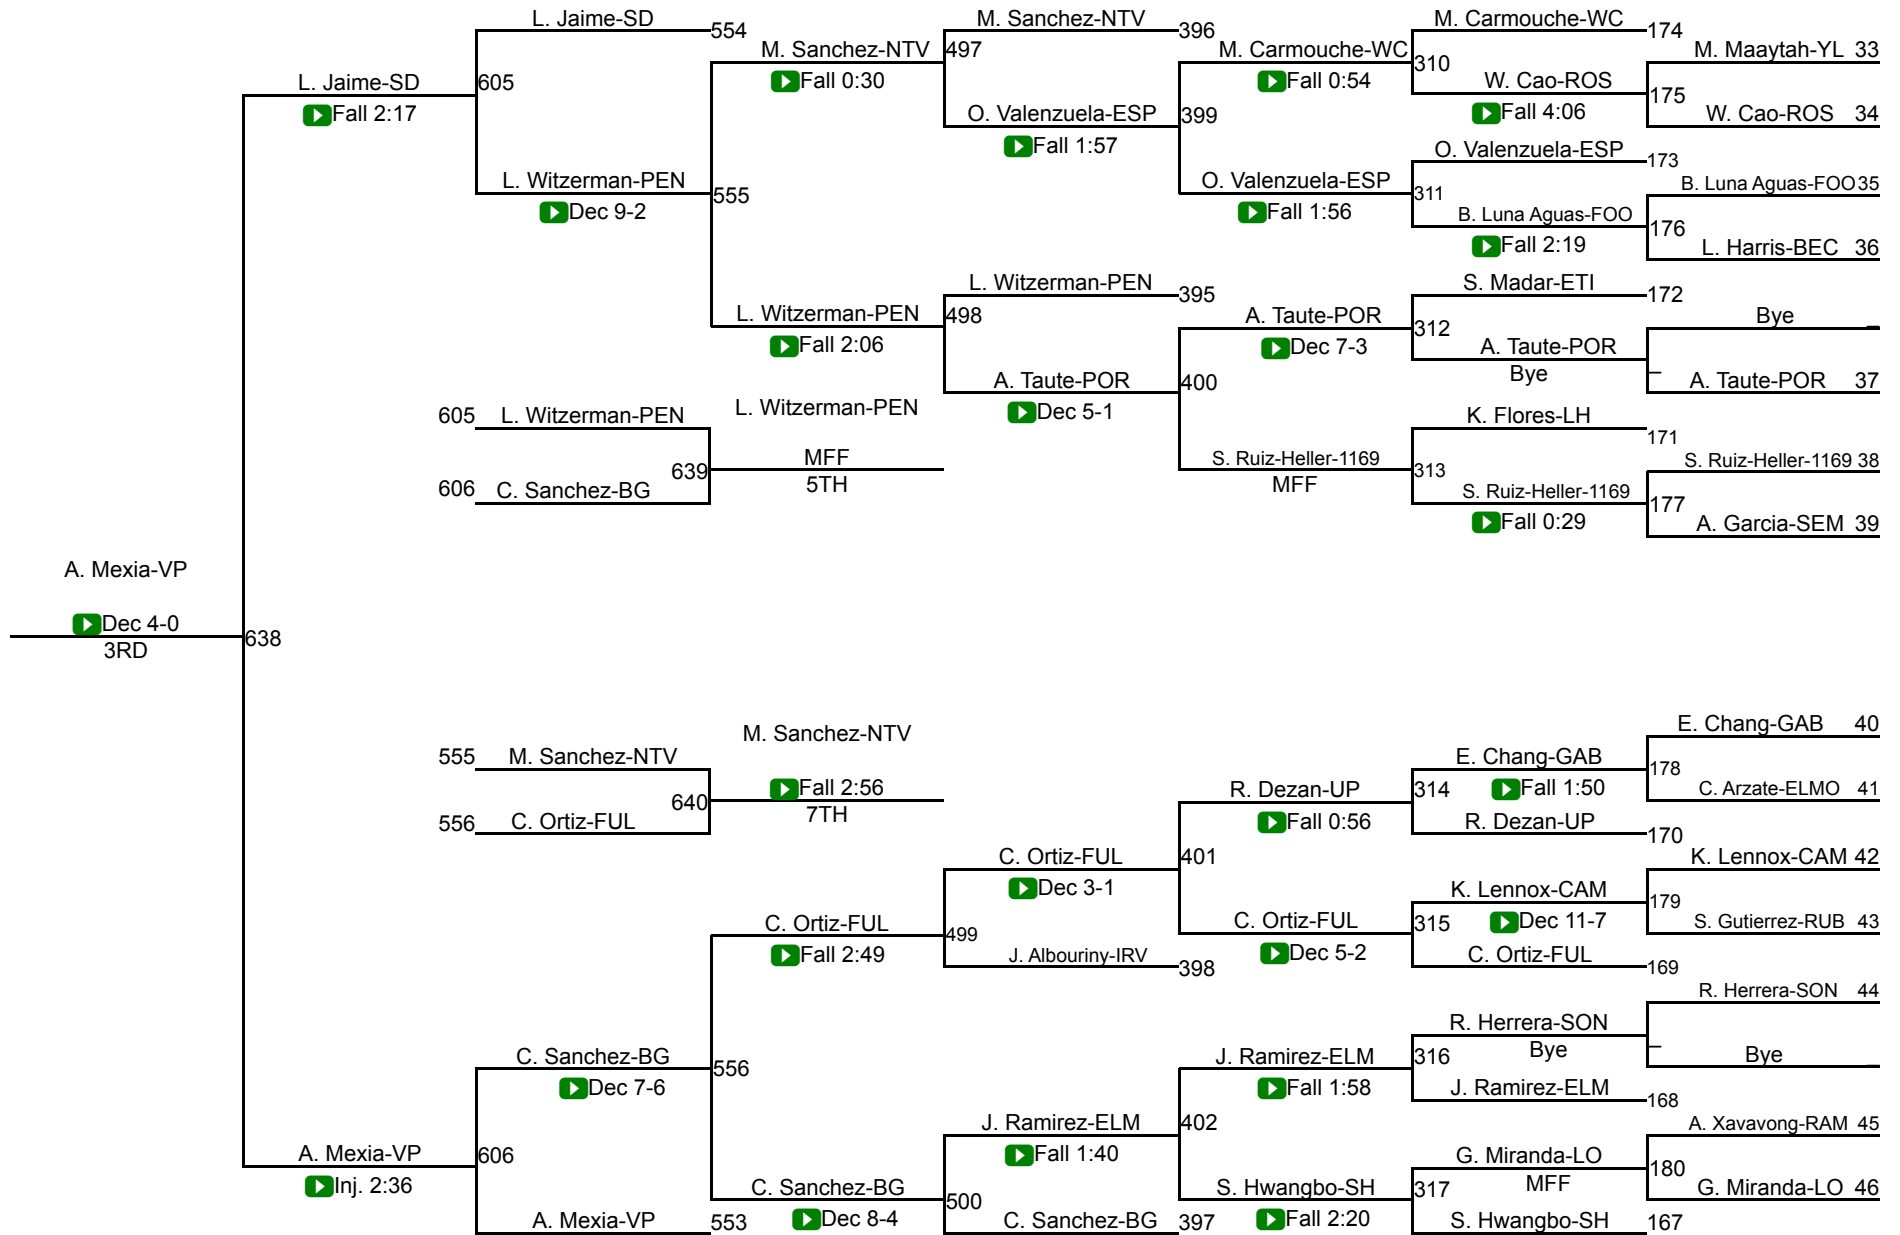 L. Jaime-SD
554
M. Sanchez-NTV
396
M. Carmouche-WC
174
M. Sanchez-NTV
497
M. Carmouche-WC
310
M. Maaytah-YL 33
L. Jaime-SD
605
Fall 0:30
Fall 0:54
W. Cao-ROS
175
Fall 2:17
O. Valenzuela-ESP
399
Fall 4:06
W. Cao-ROS 34
Fall 1:57
O. Valenzuela-ESP
173
L. Witzerman-PEN
555
O. Valenzuela-ESP
311
B. Luna Aguas-FOO 35
Dec 9-2
Fall 1:56
B. Luna Aguas-FOO
176
Fall 2:19
L. Harris-BEC 36
L. Witzerman-PEN
395
S. Madar-ETI
172
L. Witzerman-PEN
498
A. Taute-POR
312
Bye _
Fall 2:06
Dec 7-3
A. Taute-POR
Bye
_
A. Taute-POR
400
A. Taute-POR 37
605
L. Witzerman-PEN
L. Witzerman-PEN
Dec 5-1
K. Flores-LH
171
639
MFF
S. Ruiz-Heller-1169
313
S. Ruiz-Heller-1169 38
606
C. Sanchez-BG
5TH
MFF
S. Ruiz-Heller-1169
177
Fall 0:29
A. Garcia-SEM 39
A. Mexia-VP
Dec 4-0
638
3RD
E. Chang-GAB 40
M. Sanchez-NTV
555
M. Sanchez-NTV
E. Chang-GAB
178
Fall 2:56
R. Dezan-UP
314
Fall 1:50
C. Arzate-ELMO 41
640
7TH
556
C. Ortiz-FUL
Fall 0:56
R. Dezan-UP
170
C. Ortiz-FUL
401
K. Lennox-CAM 42
Dec 3-1
K. Lennox-CAM
179
C. Ortiz-FUL
499
C. Ortiz-FUL
315
Dec 11-7
S. Gutierrez-RUB 43
Fall 2:49
J. Albouriny-IRV
398
Dec 5-2
C. Ortiz-FUL
169
R. Herrera-SON 44
R. Herrera-SON
_
C. Sanchez-BG
556
J. Ramirez-ELM
316
Bye
Bye _
Dec 7-6
Fall 1:58
J. Ramirez-ELM
168
J. Ramirez-ELM
402
A. Xavavong-RAM 45
A. Mexia-VP
606
Fall 1:40
G. Miranda-LO
180
Inj. 2:36
C. Sanchez-BG
500
S. Hwangbo-SH
317
MFF
G. Miranda-LO 46
A. Mexia-VP
553
Dec 8-4
C. Sanchez-BG
397
Fall 2:20
S. Hwangbo-SH
167